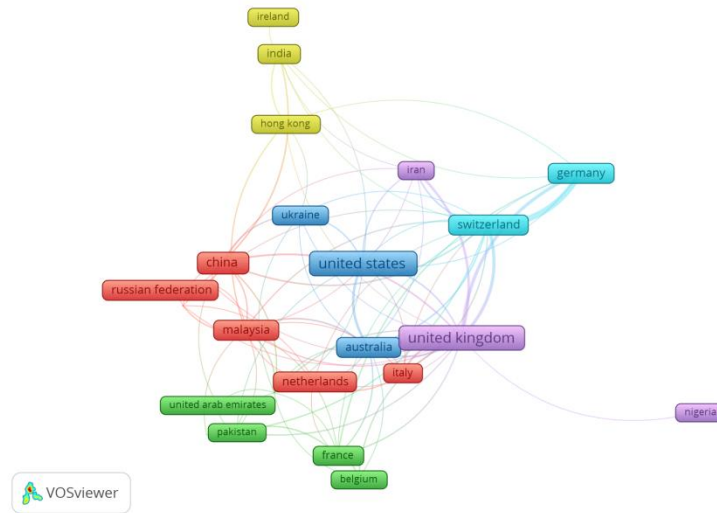 ireland
india
hong kong
iran
germany
ukraine
switzerland
china
united states
russian federation
malaysia
united kingdom
australia
italy
netherlands
united arab emirates
nigeria
pakistan
france
belgium
VOSviewer